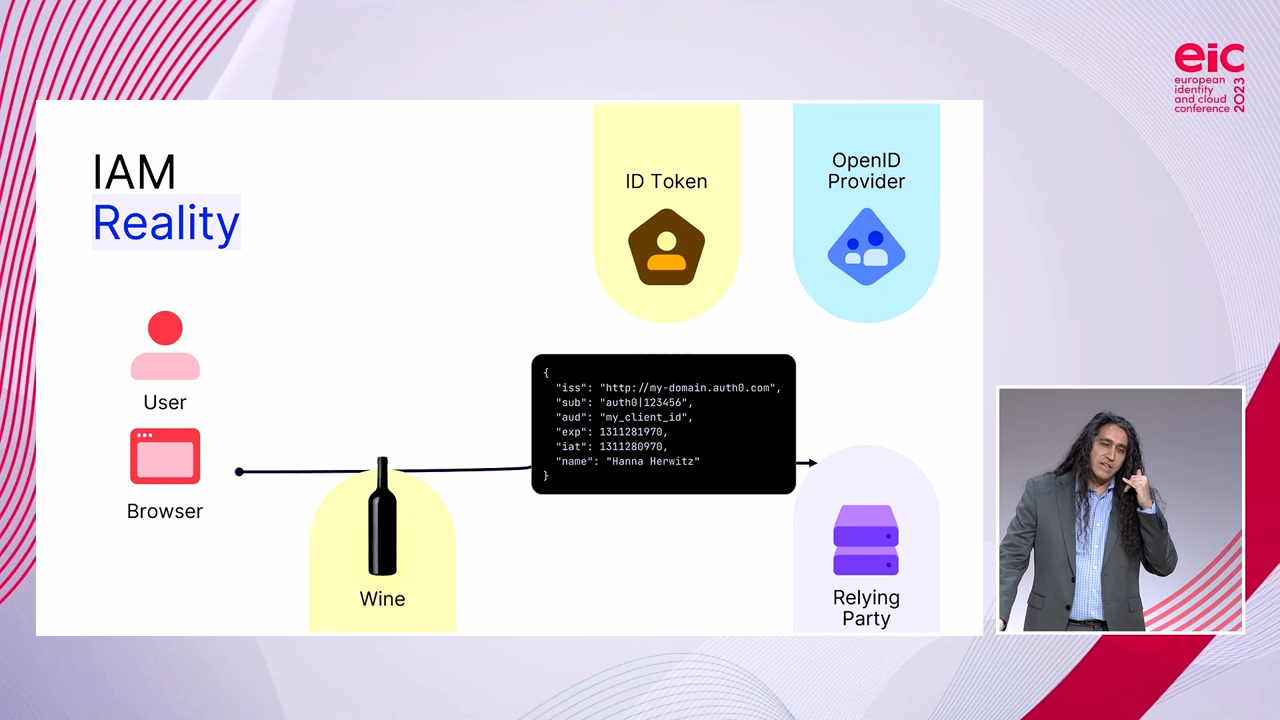 eic
european
identity
and cloud
conference
2023
IAM
Reality
ID Token
OpenID
Provider
User
Browser
{
"iss": "http://my-domain.auth0.com",
"sub": "auth0|123456",
"aud": "my_client_id",
"exp": 1311281970,
"iat": 1311280970,
"name": "Hanna Herwitz"
}
Wine
Relying
Party